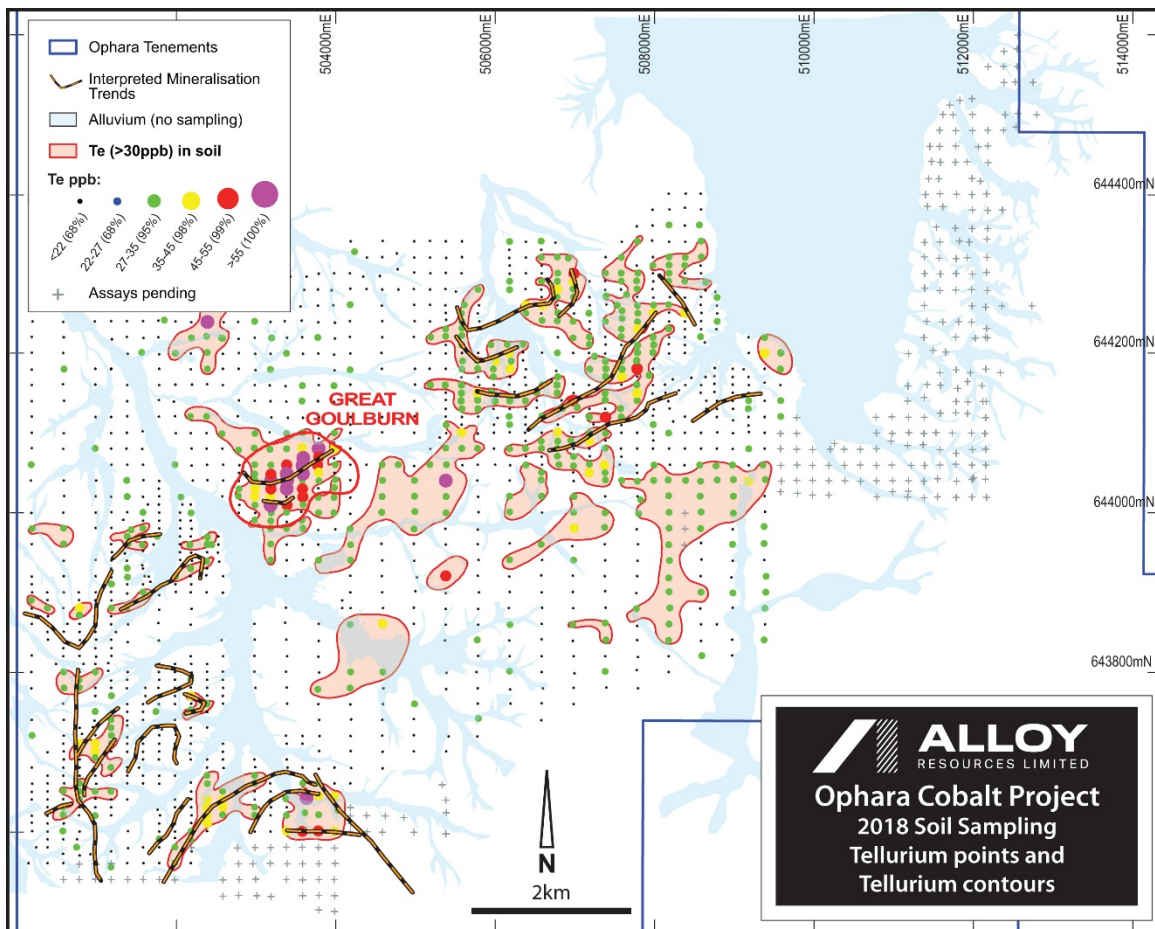 Ophara Tenements
Interpreted Mineralisation
Trends
Alluvium (no sampling)
Te (>30ppb) in soil
Te ppb:
<22 (68%)
22-27 (68%)
27-35 (95%)
35-45 (98%)
45-55 (99%)
>55 (100%)
Assays pending
504000mE
506000mE
508000mE
510000mE
512000mE
514000mE
644400mN
644200mN
644000mN
643800mN
GREAT
GOULBURN
N
2km
ALLOY
RESOURCES LIMITED
Ophara Cobalt Project
2018 Soil Sampling
Tellurium points and
Tellurium contours